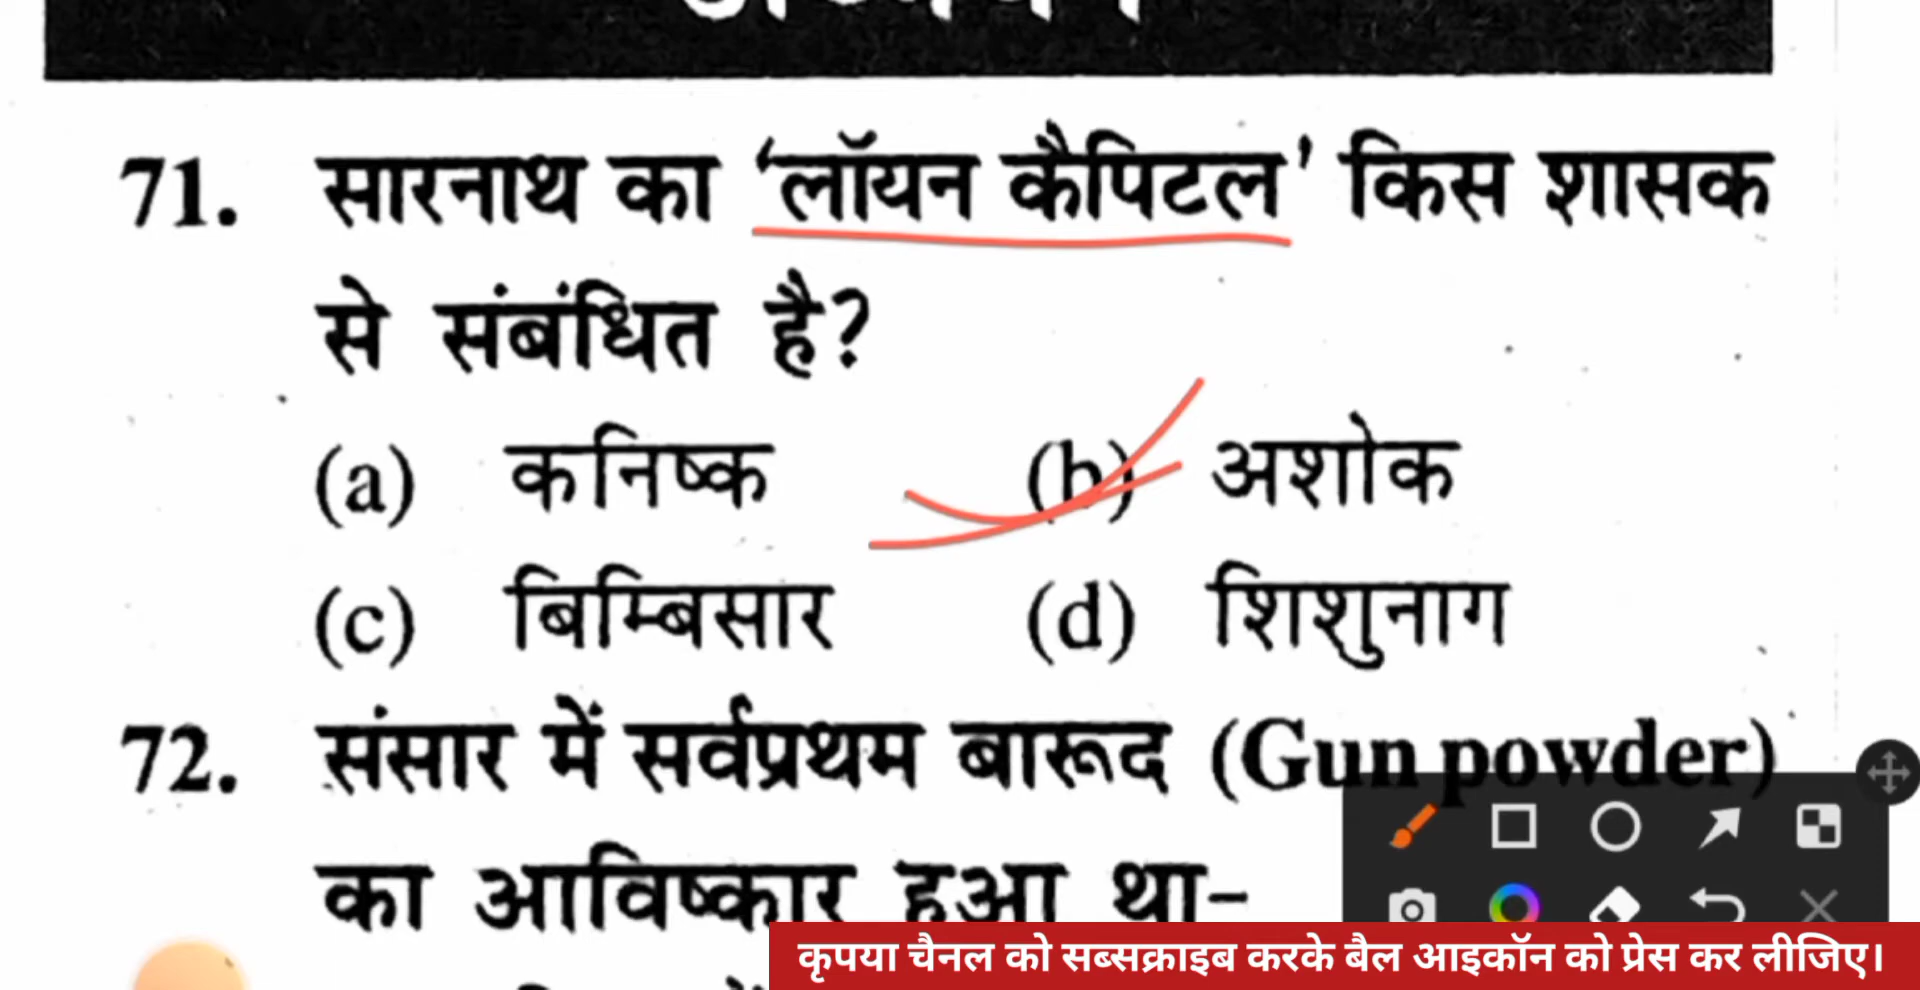 71. सारनाथ का ‘लॉयन कैपिटल’ किस शासक
से संबंधित है?
(a) कनिष्क (b) अशोक
(c) बिम्बिसार (d) शिशुनाग
72. संसार में सर्वप्रथम बारूद (Gun powder)
का आविष्कार हुआ था-
कृपया चैनल को सब्सक्राइब करके बैल आइकॉन को प्रेस कर लीजिए।